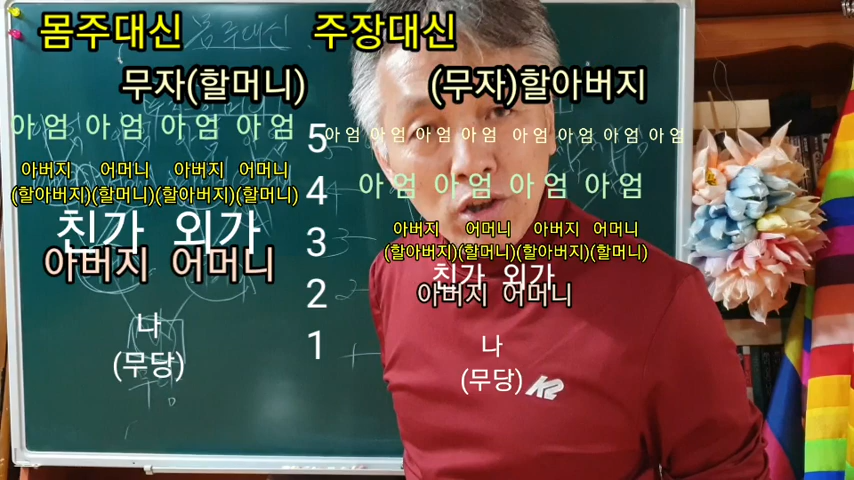 몸주대신
무자(할머니)
아 엄 아 엄 아 엄 아 엄
아버지 어머니 아버지 어머니
(할아버지)(할머니)(할아버지)(할머니)
친가 외가
아버지 어머니
나
(무당)
5
4
3
2
1
주장대신
(무자)할아버지
아 엄 아 엄 아 엄 아 엄 아 엄 아 엄 아 엄 아 엄
아 엄 아 엄 아 엄 아 엄
아버지 어머니 아버지 어머니
(할아버지)(할머니)(할아버지)(할머니)
친가 외가
아버지 어머니
나
(무당)
K2
몸주대신